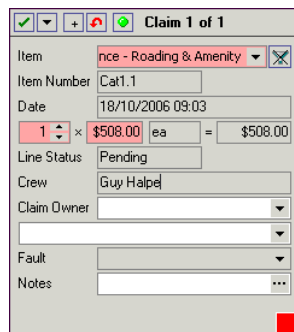 Claim 1 of 1
Item nce - Roading & Amenity
Item Number Cat1.1
Date 18/10/2006 09:03
1 × $508.00 ea = $508.00
Line Status Pending
Crew Guy Halpe
Claim Owner
Fault
Notes ...